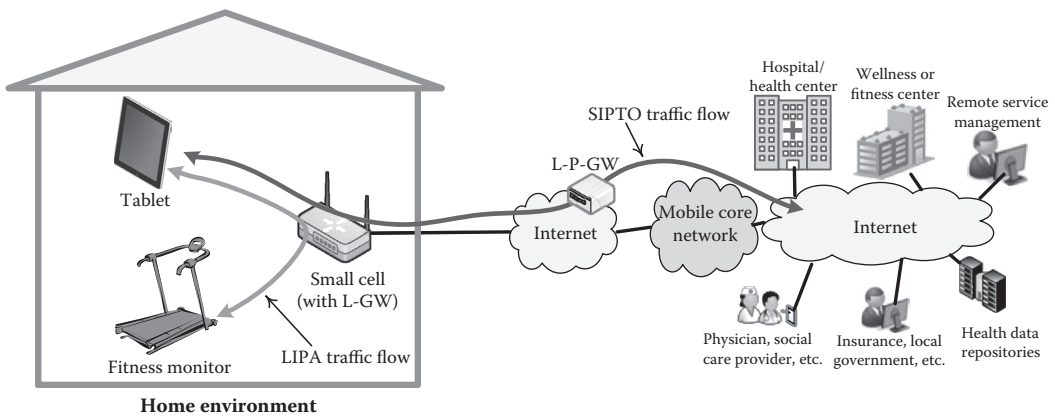 Hospital/
health center
Wellness or
fitness center
Remote service
management
SIPTO traffic flow
L-P-GW
Tablet
Internet
Mobile core
network
Internet
Small cell
(with L-GW)
LIPA traffic flow
Fitness monitor
Physician, social
care provider, etc.
Insurance, local
government, etc.
Health data
repositories
Home environment